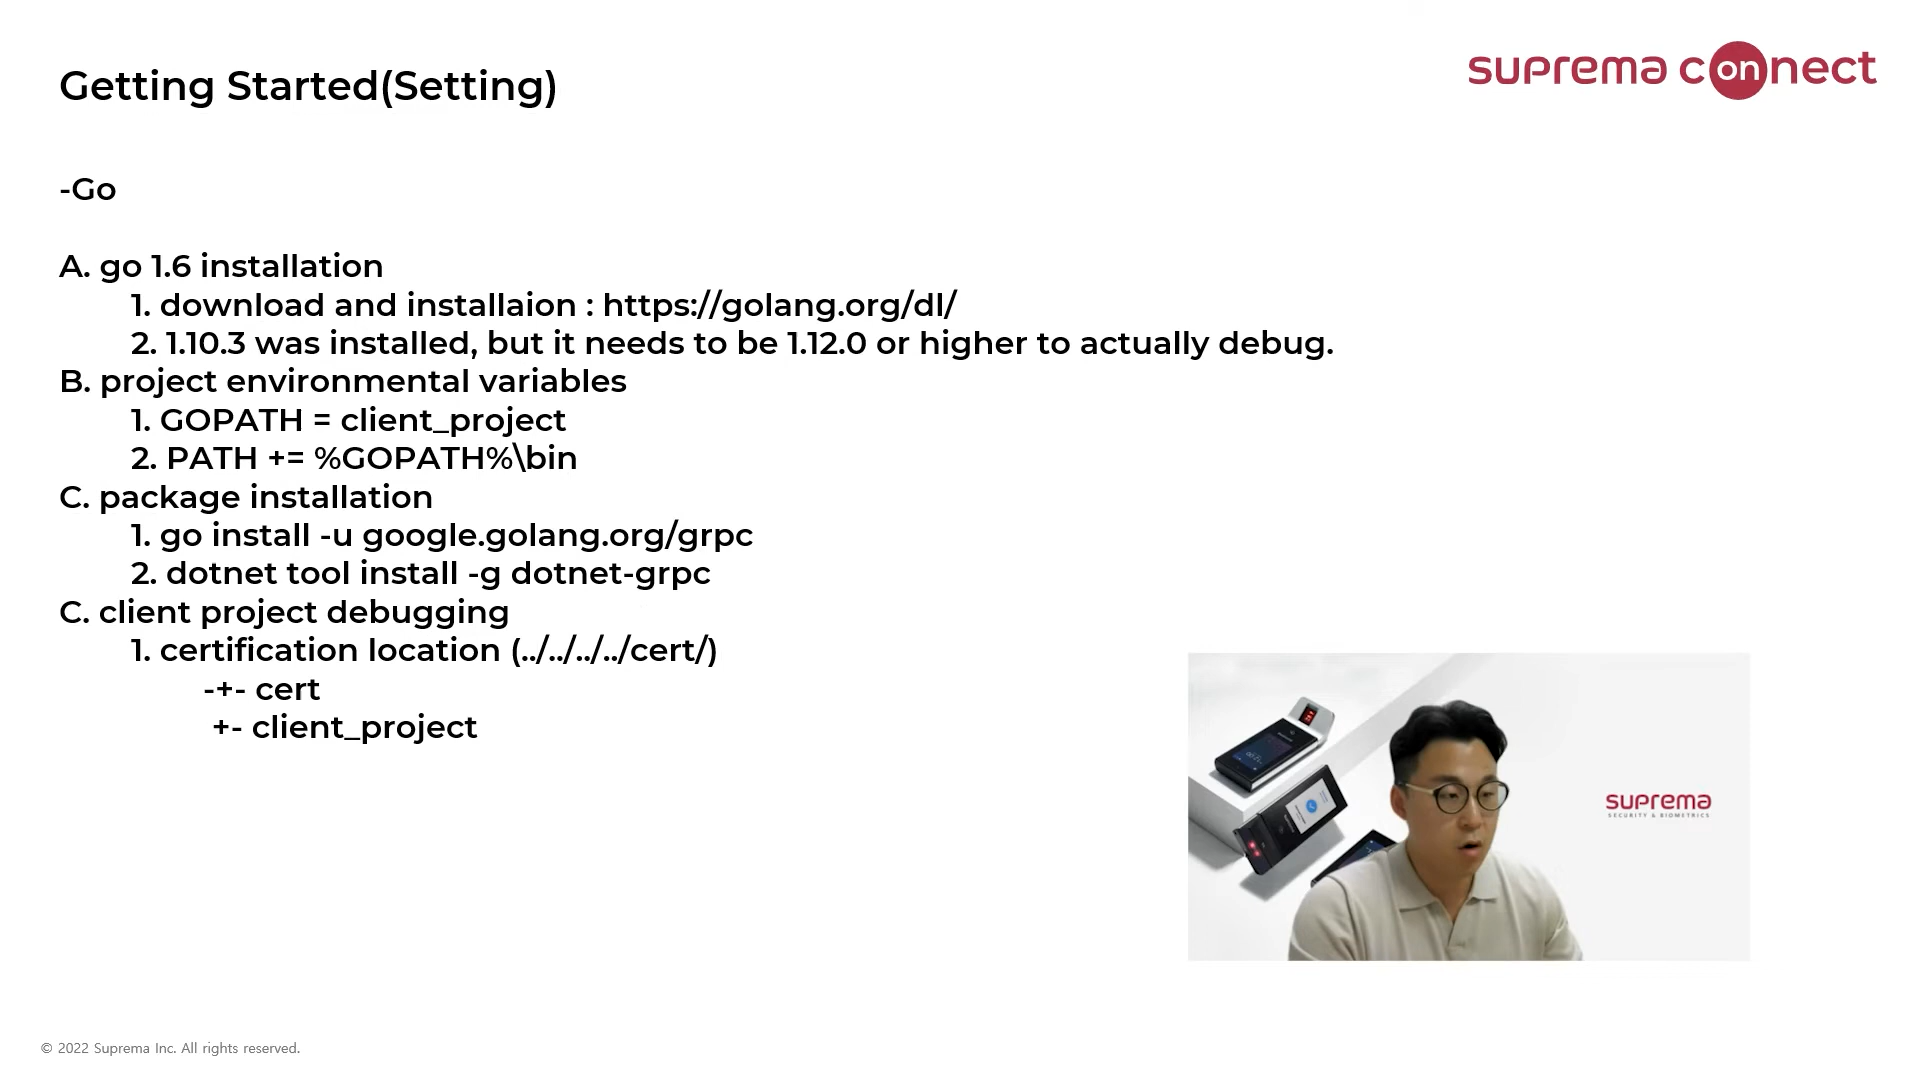 Getting Started(Setting)
suprema connect
-Go
A. go 1.6 installation
1. download and installaion : https://golang.org/dl/
2. 1.10.3 was installed, but it needs to be 1.12.0 or higher to actually debug.
B. project environmental variables
1. GOPATH = client_project
2. PATH += %GOPATH%\bin
C. package installation
1. go install -u google.golang.org/grpc
2. dotnet tool install -g dotnet-grpc
C. client project debugging
1. certification location (../../../../cert/)
-+- cert
+- client_project
suprema
SECURITY & BIOMETRICS
© 2022 Suprema Inc. All rights reserved.